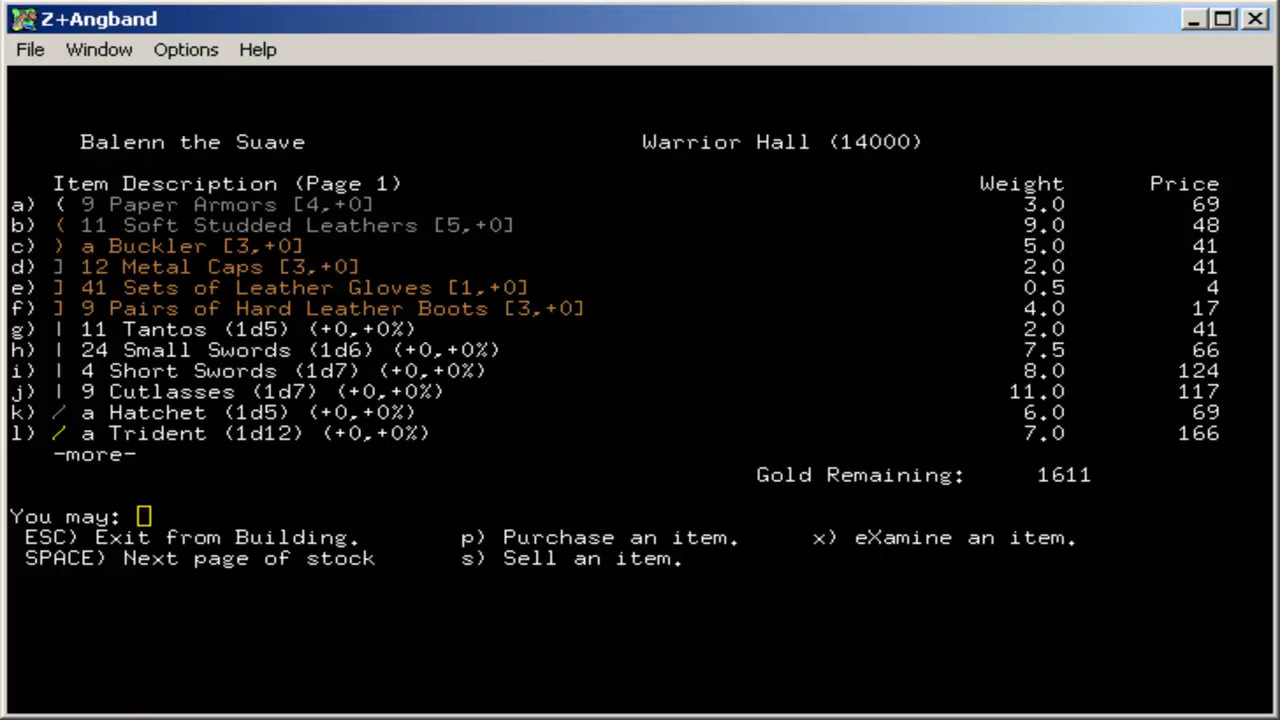 Z+Angband
File Window Options Help
Balenn the Suave Warrior Hall (14000)
Item Description (Page 1) Weight Price
a) ( 9 Paper Armors [4,+0] 3.0 69
b) ( 11 Soft Studded Leathers [5,+0] 9.0 48
c) ) a Buckler [3,+0] 5.0 41
d) ] 12 Metal Caps [3,+0] 2.0 41
e) ] 41 Sets of Leather Gloves [1,+0] 0.5 4
f) ] 9 Pairs of Hard Leather Boots [3,+0] 4.0 17
g) | 11 Tantos (1d5) (+0,+0%) 2.0 41
h) | 24 Small Swords (1d6) (+0,+0%) 7.5 66
i) | 4 Short Swords (1d7) (+0,+0%) 8.0 124
j) | 9 Cutlasses (1d7) (+0,+0%) 11.0 117
k) / a Hatchet (1d5) (+0,+0%) 6.0 69
l) / a Trident (1d12) (+0,+0%) 7.0 166
-more-
Gold Remaining: 1611
You may:
ESC) Exit from Building. p) Purchase an item. x) eXamine an item.
SPACE) Next page of stock s) Sell an item.